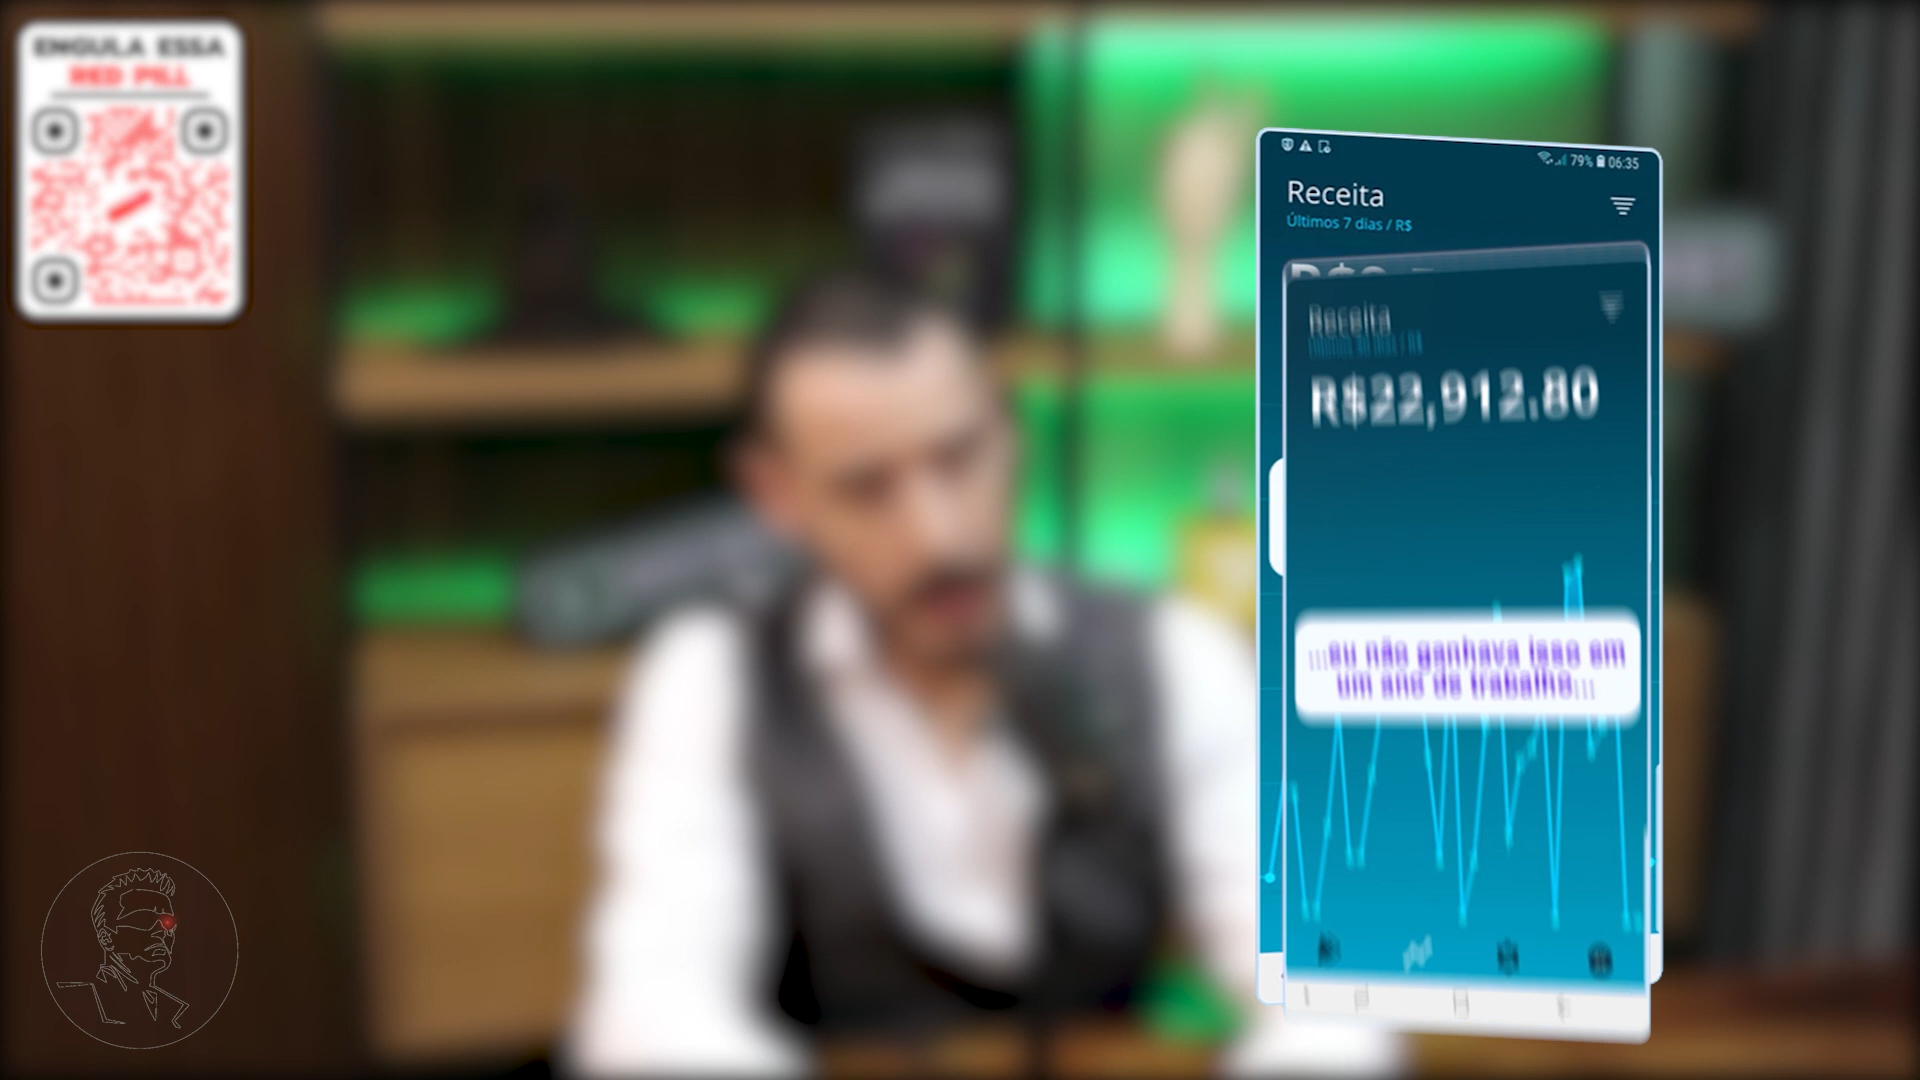 ENGULA ESSA
RED PILL
79% 06:35
Receita
Últimos 7 dias / R$
Receita
R$22,912.80
...eu não ganhava isso em
um ano de trabalho...